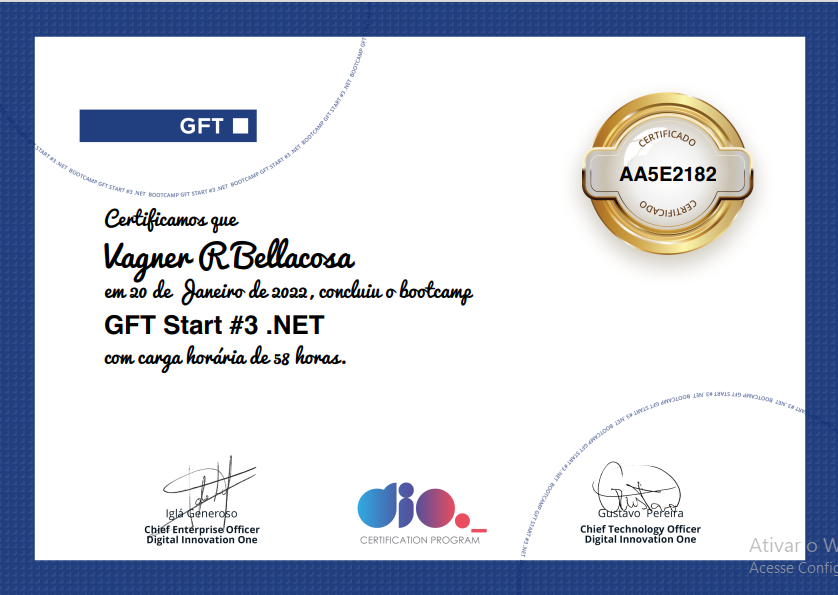 GFT
START #3 .NET BOOTCAMP GFT START #3 .NET BOOTCAMP GFT START #3 .NET BOOTCAMP GFT START #3 .NET BOOTCAMP GFT START #3 .NET BOOTCAMP GFT
CERTIFICADO
AA5E2182
CERTIFICADO
Certificamos que
Vagner R Bellacosa
em 20 de Janeiro de 2022, concluiu o bootcamp
GFT Start #3 .NET
com carga horária de 58 horas.
BOOTCAMP GFT START #3 .NET BOOTCAMP GFT START #3 .NET BOOTCAMP GFT START #3 .NET
Iglá Generoso
Chief Enterprise Officer
Digital Innovation One
dio._
CERTIFICATION PROGRAM
Gustavo Pereira
Chief Technology Officer
Digital Innovation One
Ativar o W
Acesse Config